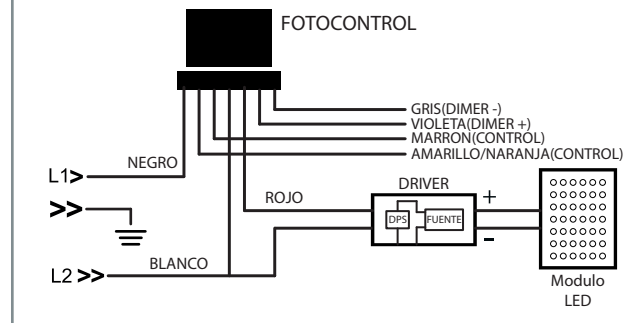 FOTOCONTROL
GRIS(DIMER -)
VIOLETA(DIMER +)
MARRON(CONTROL)
AMARILLO/NARANJA(CONTROL)
NEGRO
L1>
>>
ROJO
DRIVER
DPS
FUENTE
+
-
L2 >>
BLANCO
Modulo
LED